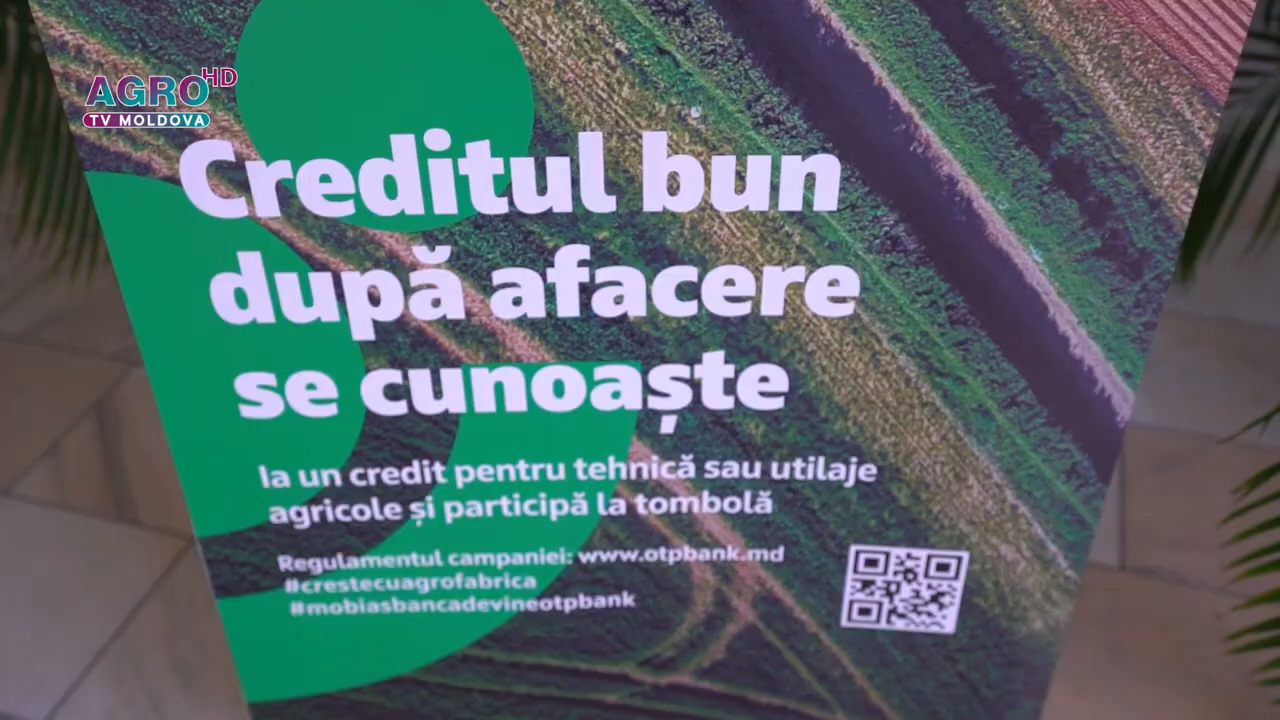 AGRO HD
TV MOLDOVA
Creditul bun
după afacere
se cunoaște
Ia un credit pentru tehnică sau utilaje
agricole și participă la tombolă
Regulamentul campaniei: www.otpbank.md
#crestecuagrofabrica
#mobiasbancadevineotpbank